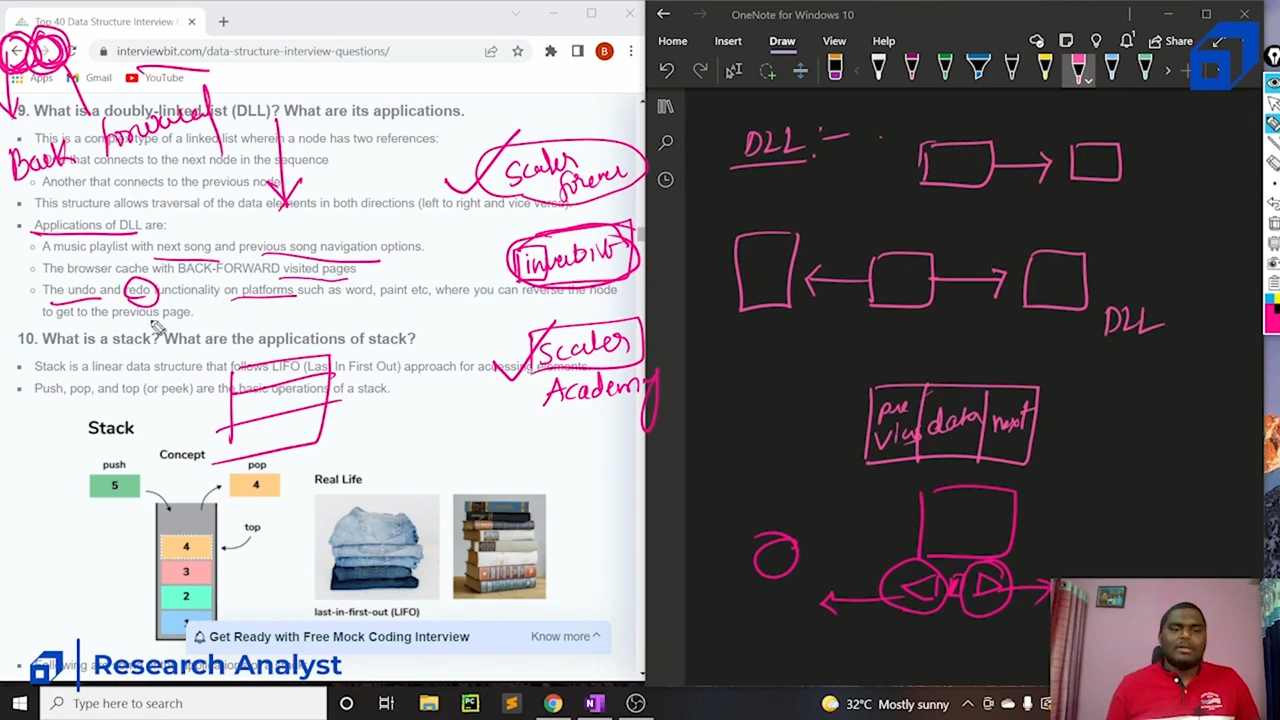 Top 40 Data Structure Interview
interviewbit.com/data-structure-interview-questions/
B
Apps
Gmail
YouTube
Back
forward
9. What is a doubly-linked list (DLL)? What are its applications.
This is a complex type of a linked list wherein a node has two references:
that connects to the next node in the sequence
Another that connects to the previous node
This structure allows traversal of the data elements in both directions (left to right and vice versa).
Applications of DLL are:
A music playlist with next song and previous song navigation options.
The browser cache with BACK-FORWARD visited pages
The undo and redo functionality on platforms such as word, paint etc, where you can reverse the node
to get to the previous page.
Scaler
Scaler
Academy
10. What is a stack? What are the applications of stack?
Stack is a linear data structure that follows LIFO (Last In First Out) approach for accessing elements.
Push, pop, and top (or peek) are the basic operations of a stack.
Stack
Concept
push
pop
5
4
top
4
3
2
Real Life
last-in-first-out (LIFO)
Get Ready with Free Mock Coding Interview
Know more
Research Analyst
OneNote for Windows 10
Home
Insert
Draw
View
Help
Share
DLL :-
DLL
data
next
Type here to search
32°C Mostly sunny